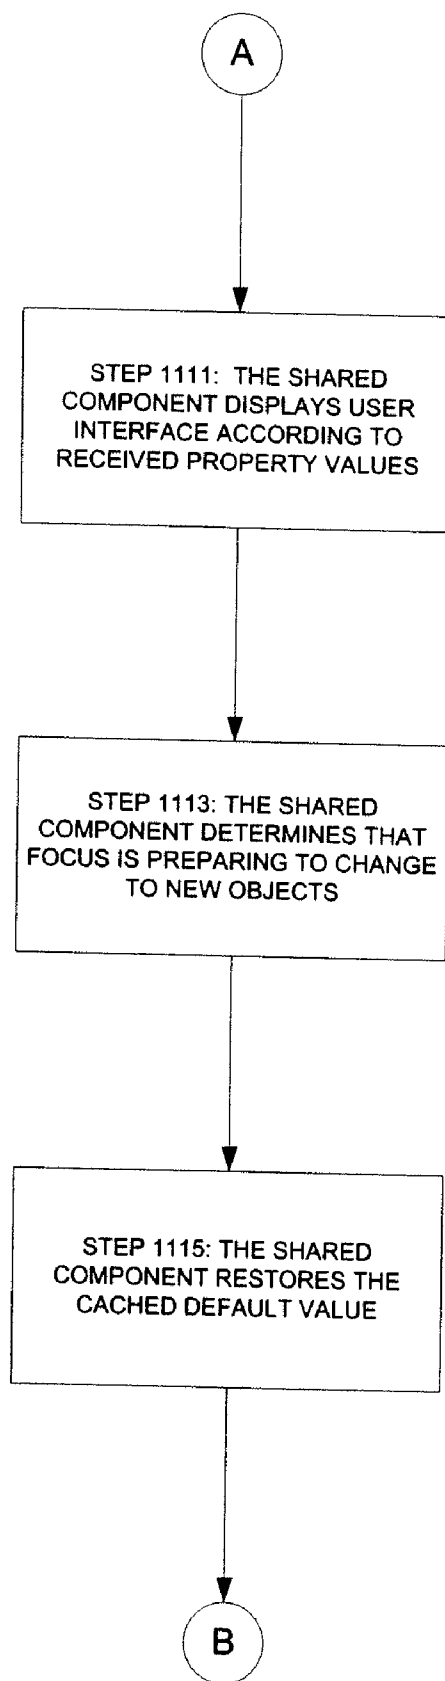 A
STEP 1111: THE SHARED
COMPONENT DISPLAYS USER
INTERFACE ACCORDING TO
RECEIVED PROPERTY VALUES
STEP 1113: THE SHARED
COMPONENT DETERMINES THAT
FOCUS IS PREPARING TO CHANGE
TO NEW OBJECTS
STEP 1115: THE SHARED
COMPONENT RESTORES THE
CACHED DEFAULT VALUE
B